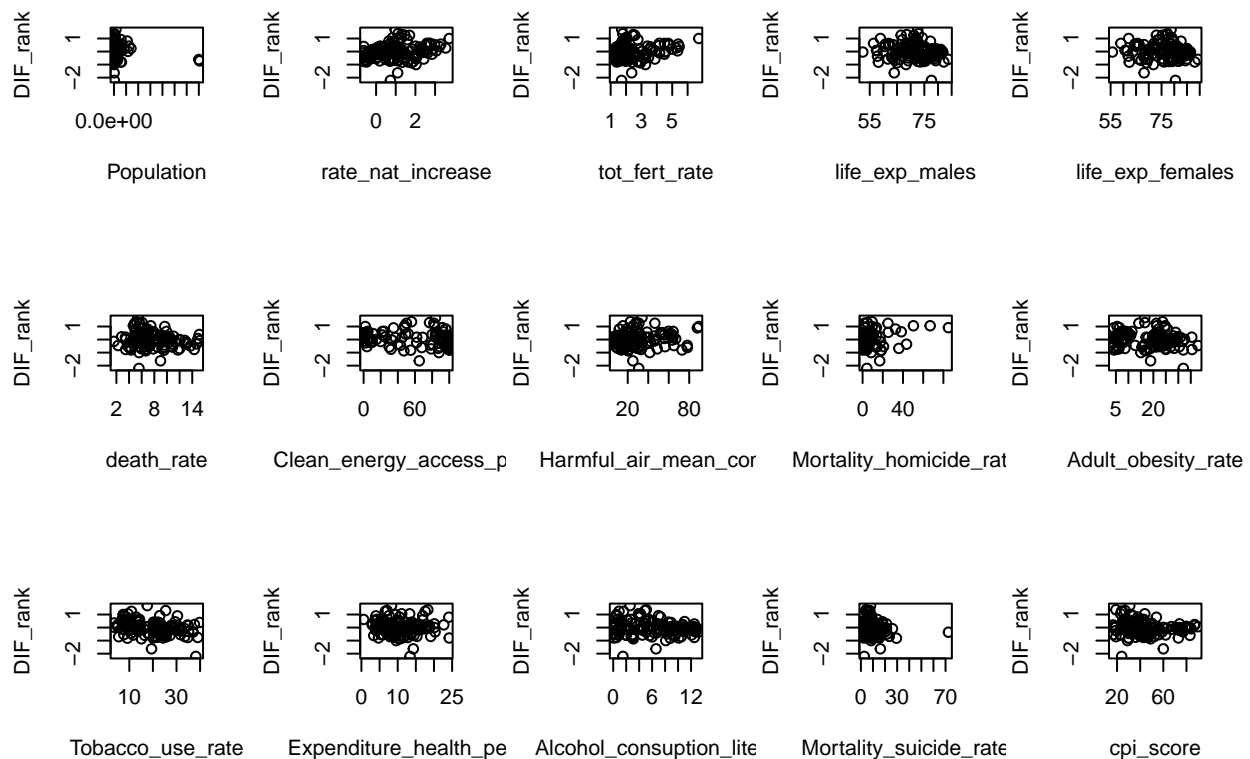 DIF_rank DIF_rank DIF_rank DIF_rank DIF_rank
1 1 1 1 1
−2 −2 −2 −2 −2
0.0e+00 0 2 1 3 5 55 75 55 75
Population rate_nat_increase tot_fert_rate life_exp_males life_exp_females
DIF_rank DIF_rank DIF_rank DIF_rank DIF_rank
1 1 1 1 1
−2 −2 −2 −2 −2
2 8 14 0 60 20 80 0 40 5 20
death_rate Clean_energy_access_p Harmful_air_mean_cor Mortality_homicide_rat Adult_obesity_rate
DIF_rank DIF_rank DIF_rank DIF_rank DIF_rank
1 1 1 1 1
−2 −2 −2 −2 −2
10 30 0 10 25 0 6 12 0 30 70 20 60
Tobacco_use_rate Expenditure_health_pe Alcohol_consuption_lite Mortality_suicide_rate cpi_score